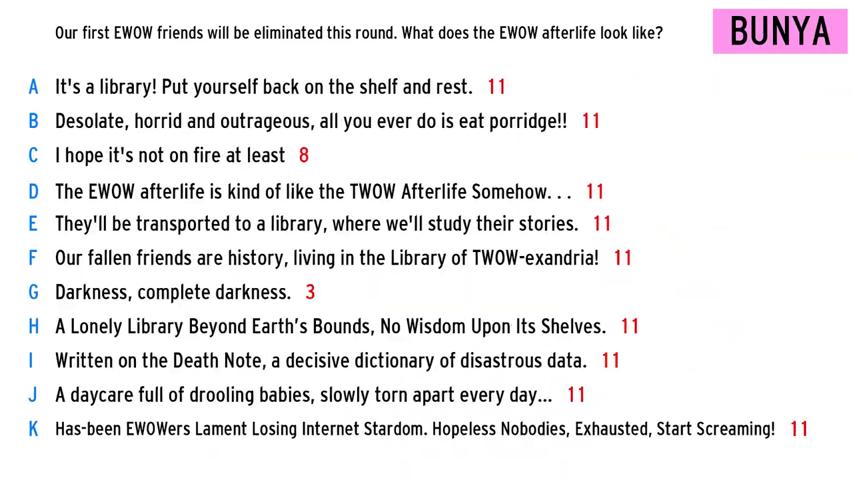 Our first EWOW friends will be eliminated this round. What does the EWOW afterlife look like?
BUNYA
A It's a library! Put yourself back on the shelf and rest. 11
B Desolate, horrid and outrageous, all you ever do is eat porridge!! 11
C I hope it's not on fire at least 8
D The EWOW afterlife is kind of like the TWOW Afterlife Somehow. . . 11
E They'll be transported to a library, where we'll study their stories. 11
F Our fallen friends are history, living in the Library of TWOW-exandria! 11
G Darkness, complete darkness. 3
H A Lonely Library Beyond Earth’s Bounds, No Wisdom Upon Its Shelves. 11
I Written on the Death Note, a decisive dictionary of disastrous data. 11
J A daycare full of drooling babies, slowly torn apart every day... 11
K Has-been EWOWers Lament Losing Internet Stardom. Hopeless Nobodies, Exhausted, Start Screaming! 11